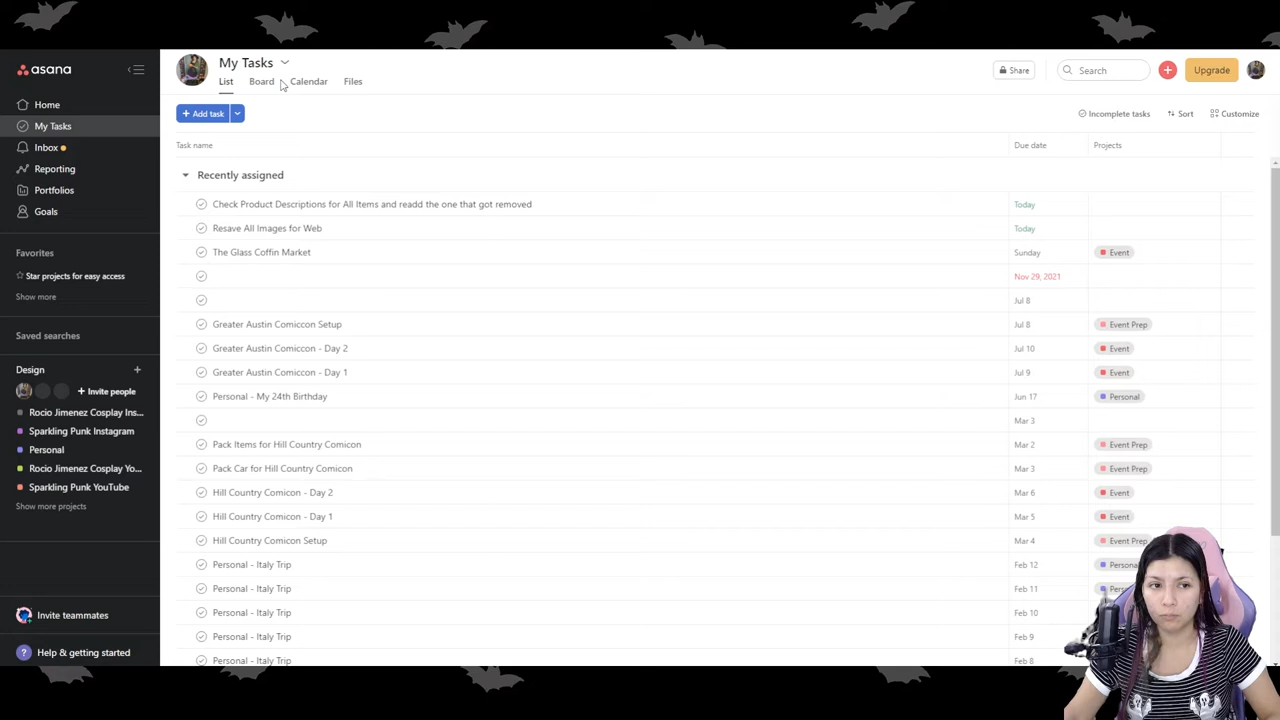 asana
My Tasks
List Board Calendar Files
Share
Search
Upgrade
Home
My Tasks
Inbox
Reporting
Portfolios
Goals
Favorites
Star projects for easy access
Show more
Saved searches
Design
Invite people
Rocio Jimenez Cosplay Ins...
Sparkling Punk Instagram
Personal
Rocio Jimenez Cosplay Yo...
Sparkling Punk YouTube
Show more projects
Invite teammates
? Help & getting started
+ Add task
Incomplete tasks Sort Customize
Task name Due date Projects
Recently assigned
Check Product Descriptions for All Items and readd the one that got removed Today
Resave All Images for Web Today
The Glass Coffin Market Sunday Event
Nov 29, 2021
Jul 8
Greater Austin Comiccon Setup Jul 8 Event Prep
Greater Austin Comiccon - Day 2 Jul 10 Event
Greater Austin Comiccon - Day 1 Jul 9 Event
Personal - My 24th Birthday Jun 17 Personal
Mar 3
Pack Items for Hill Country Comicon Mar 2 Event Prep
Pack Car for Hill Country Comicon Mar 3 Event Prep
Hill Country Comicon - Day 2 Mar 6 Event
Hill Country Comicon - Day 1 Mar 5 Event
Hill Country Comicon Setup Mar 4 Event Prep
Personal - Italy Trip Feb 12 Persona
Personal - Italy Trip Feb 11 Pers
Personal - Italy Trip Feb 10
Personal - Italy Trip Feb 9
Personal - Italy Trip Feb 8